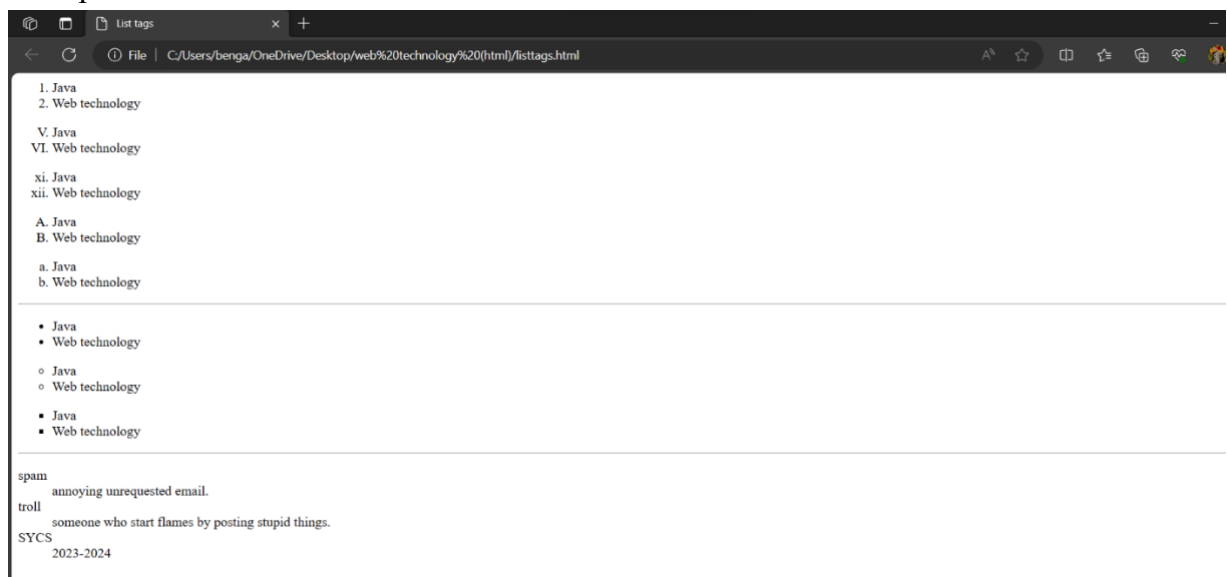 List tags
File | C:/Users/benga/OneDrive/Desktop/web%20technology%20(html)/listtags.html
1. Java
2. Web technology
V. Java
VI. Web technology
xi. Java
xii. Web technology
A. Java
B. Web technology
a. Java
b. Web technology
• Java
• Web technology
◦ Java
◦ Web technology
▪ Java
▪ Web technology
spam
annoying unrequested email.
troll
someone who start flames by posting stupid things.
SYCS
2023-2024